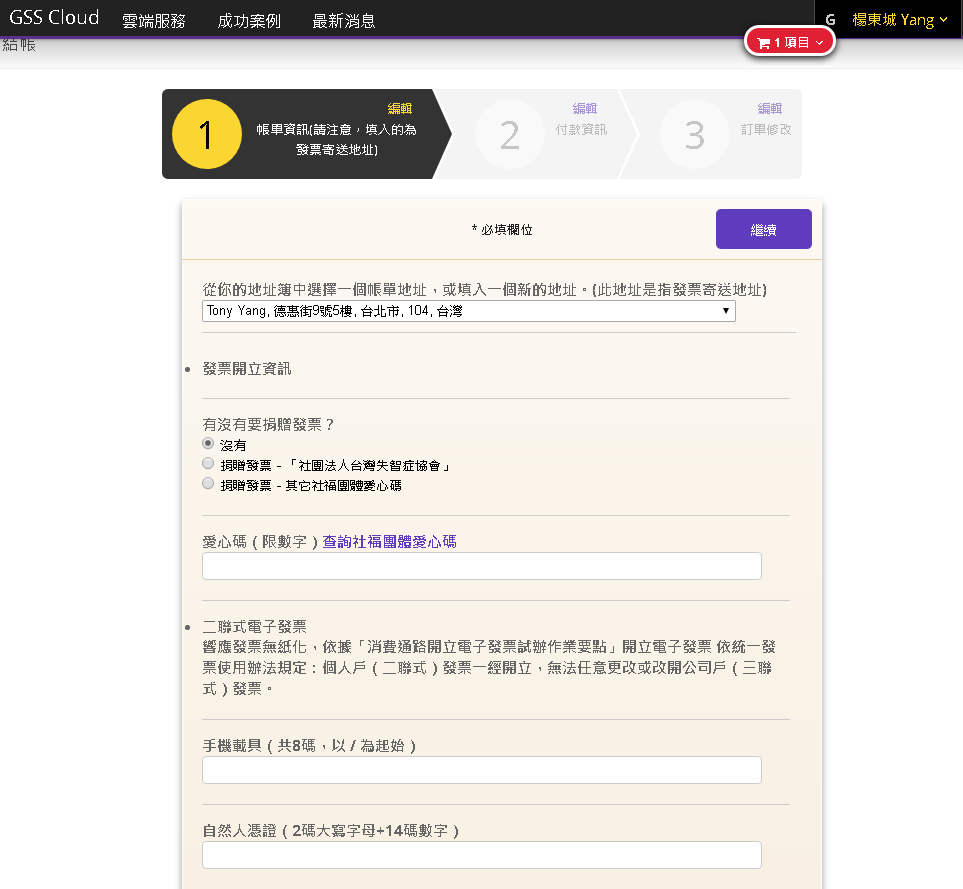 GSS Cloud 雲端服務 成功案例 最新消息 G 楊東城 Yang
1 項目
結帳
1 編輯 帳單資訊(請注意，填入的為
發票寄送地址)
2 編輯 付款資訊
3 編輯 訂單修改
* 必填欄位 繼續
從你的地址簿中選擇一個帳單地址，或填入一個新的地址。(此地址是指發票寄送地址)
Tony Yang, 德惠街9號5樓, 台北市, 104, 台灣
發票開立資訊
有沒有要捐贈發票？
沒有
捐贈發票 - 「社團法人台灣失智症協會」
捐贈發票 - 其它社福團體愛心碼
愛心碼 ( 限數字 ) 查詢社福團體愛心碼
二聯式電子發票
響應發票無紙化，依據「消費通路開立電子發票試辦作業要點」開立電子發票 依統一發
票使用辦法規定：個人戶 ( 二聯式 ) 發票一經開立，無法任意更改或改開公司戶 ( 三聯
式 ) 發票。
手機載具 ( 共8碼，以 / 為起始 )
自然人憑證 ( 2碼大寫字母+14碼數字 )